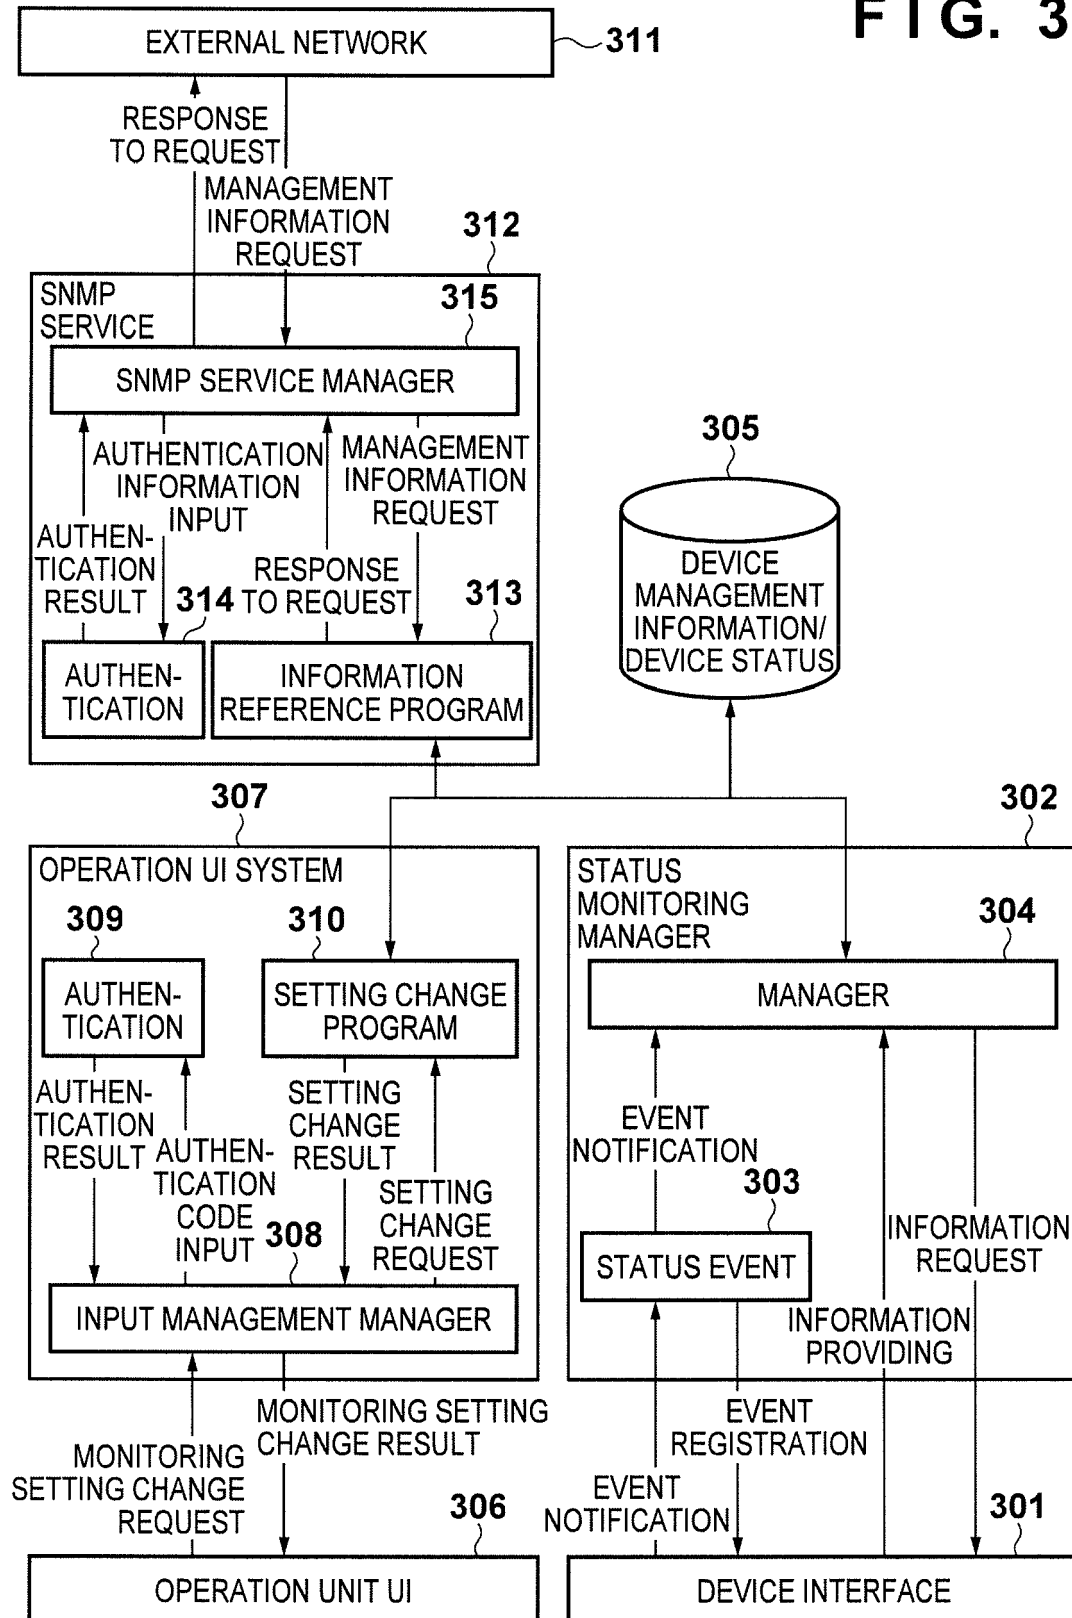 FIG. 3
EXTERNAL NETWORK
311
RESPONSE
TO REQUEST
MANAGEMENT
INFORMATION
REQUEST
312
SNMP
SERVICE
315
SNMP SERVICE MANAGER
AUTHENTICATION
INFORMATION
INPUT
MANAGEMENT
INFORMATION
REQUEST
AUTHEN-
TICATION
RESULT
RESPONSE
TO REQUEST
314
313
AUTHEN-
TICATION
INFORMATION
REFERENCE PROGRAM
305
DEVICE
MANAGEMENT
INFORMATION/
DEVICE STATUS
307
OPERATION UI SYSTEM
309
310
AUTHEN-
TICATION
SETTING CHANGE
PROGRAM
AUTHEN-
TICATION
RESULT
AUTHEN-
TICATION
CODE
INPUT
SETTING
CHANGE
RESULT
SETTING
CHANGE
REQUEST
308
INPUT MANAGEMENT MANAGER
MONITORING SETTING
CHANGE RESULT
MONITORING
SETTING CHANGE
REQUEST
306
OPERATION UNIT UI
302
STATUS
MONITORING
MANAGER
304
MANAGER
EVENT
NOTIFICATION
303
STATUS EVENT
INFORMATION
REQUEST
INFORMATION
PROVIDING
EVENT
REGISTRATION
EVENT
NOTIFICATION
301
DEVICE INTERFACE